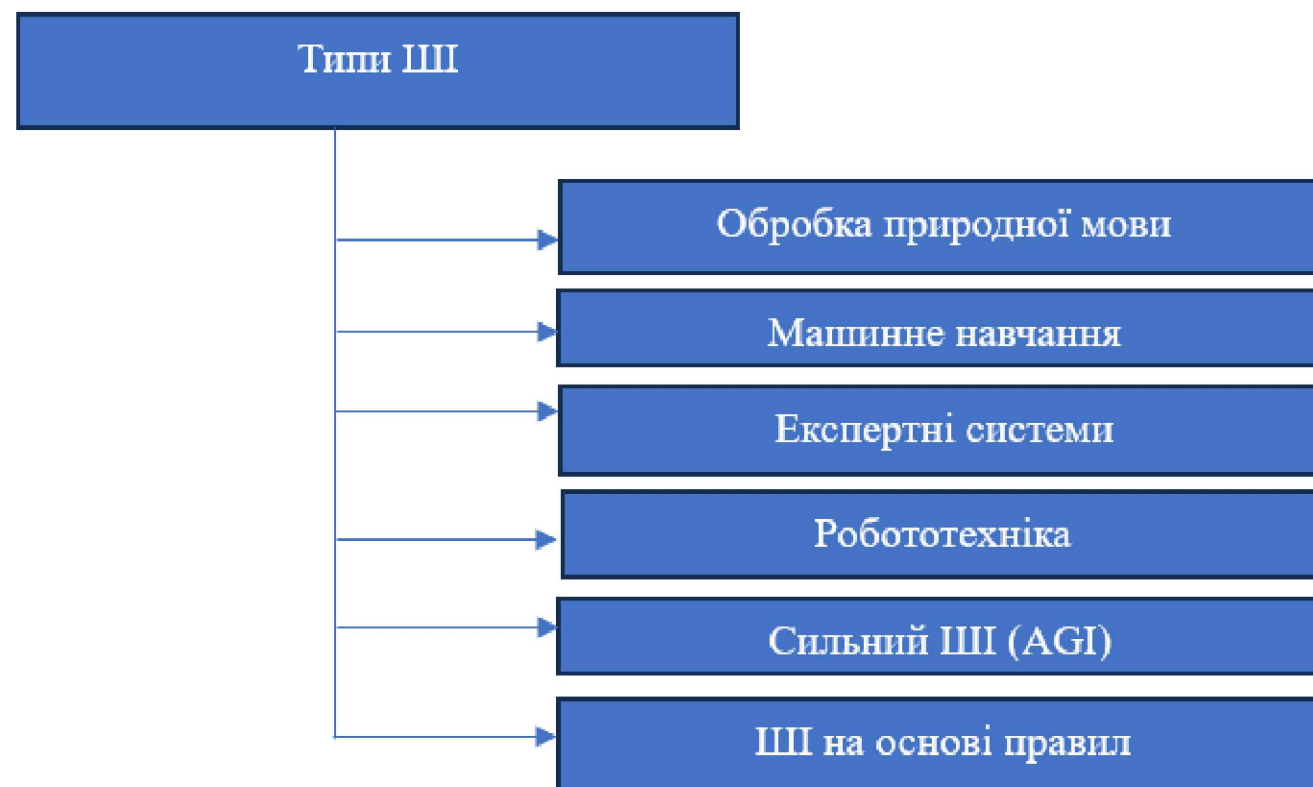 Типи ШІ
Обробка природної мови
Машинне навчання
Експертні системи
Робототехніка
Сильний ШІ (AGI)
ШІ на основі правил